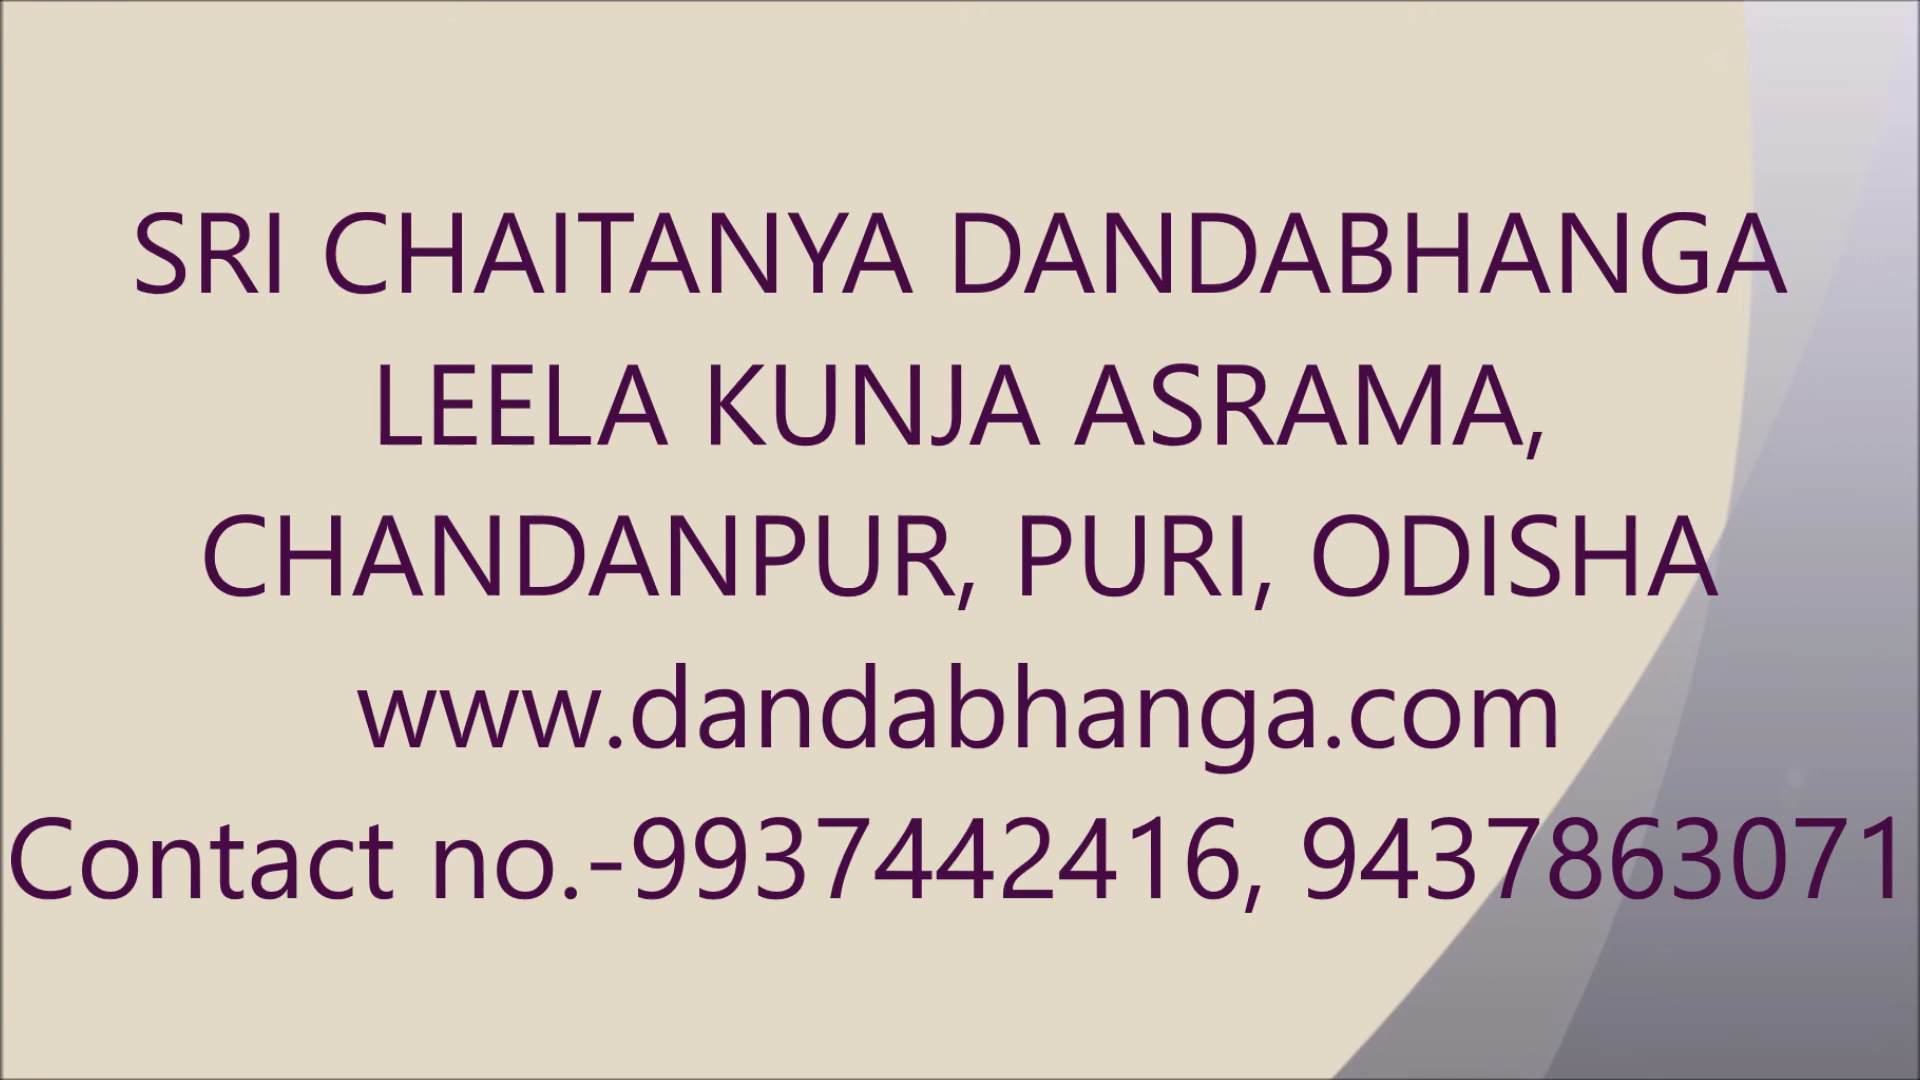 SRI CHAITANYA DANDABHANGA
LEELA KUNJA ASRAMA,
CHANDANPUR, PURI, ODISHA
www.dandabhanga.com
Contact no.-9937442416, 9437863071